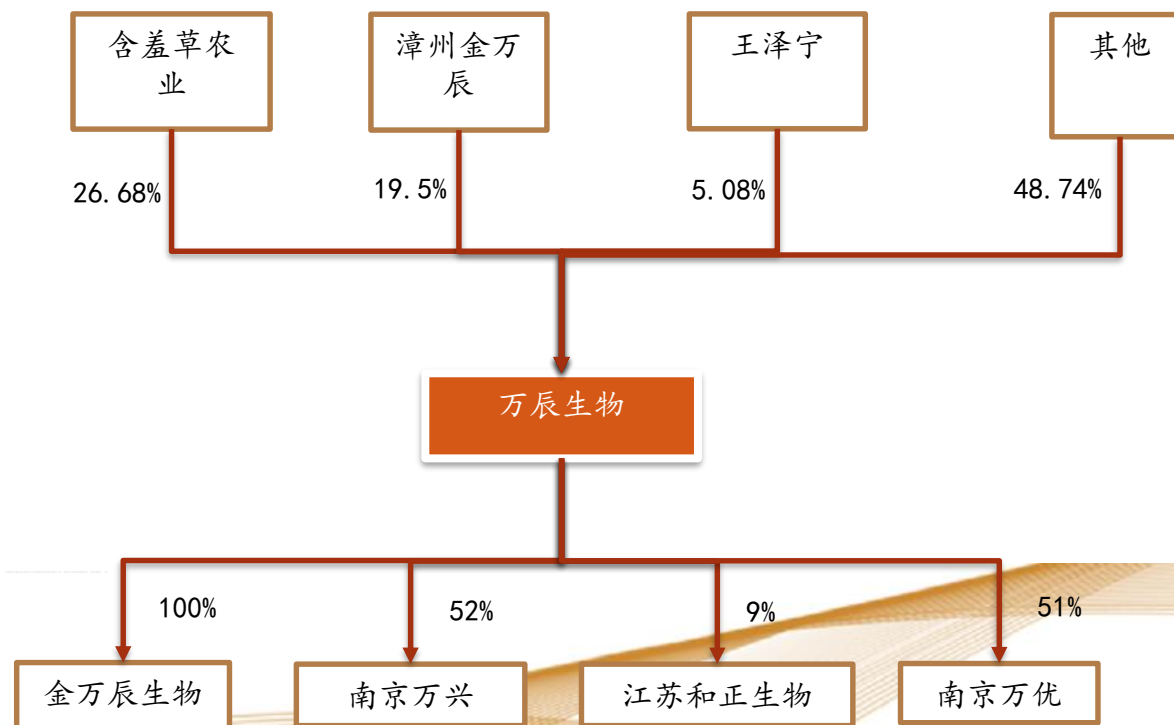 含羞草农
业
漳州金万
辰
王泽宁
其他
26.68%
19.5%
5.08%
48.74%
万辰生物
100%
52%
9%
51%
金万辰生物
南京万兴
江苏和正生物
南京万优